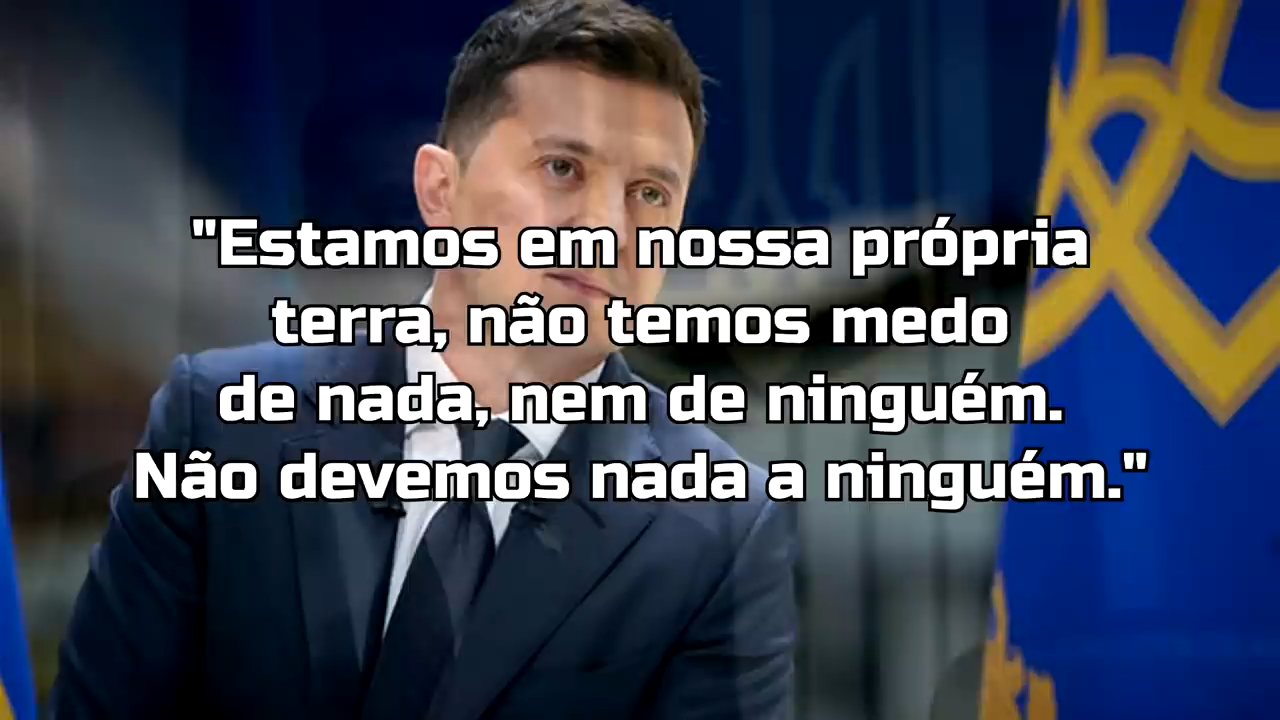 "Estamos em nossa própria
terra, não temos medo
de nada, nem de ninguém.
Não devemos nada a ninguém."